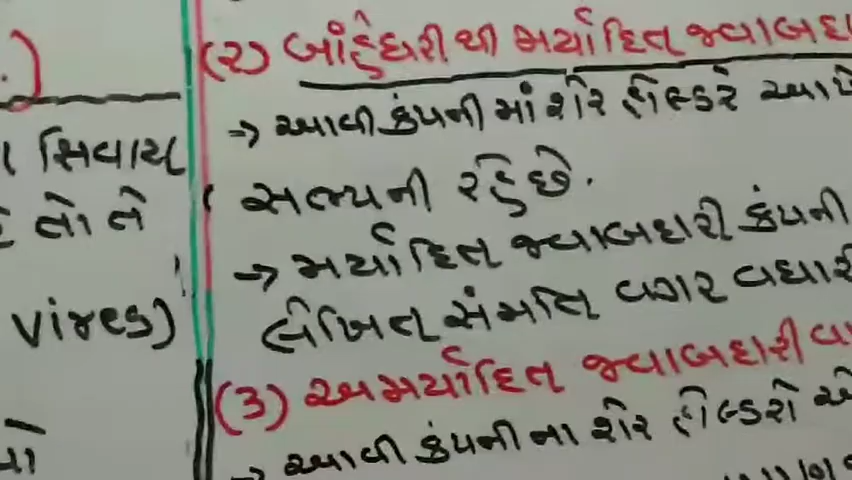 સિવાય
તો તે
vires)
(૨) બાંહેધરી થી મર્યાદિત જવાબદા
→ આવી કંપની માં શેર હોલ્ડરે આપે
સભ્યની રહે છે.
→ મર્યાદિત જવાબદારી કંપની
લેખિત સંમતિ વગર વધારી
(3) અમર્યાદિત જવાબદારી વા
→ આવી કંપની ના શેર હોલ્ડરો